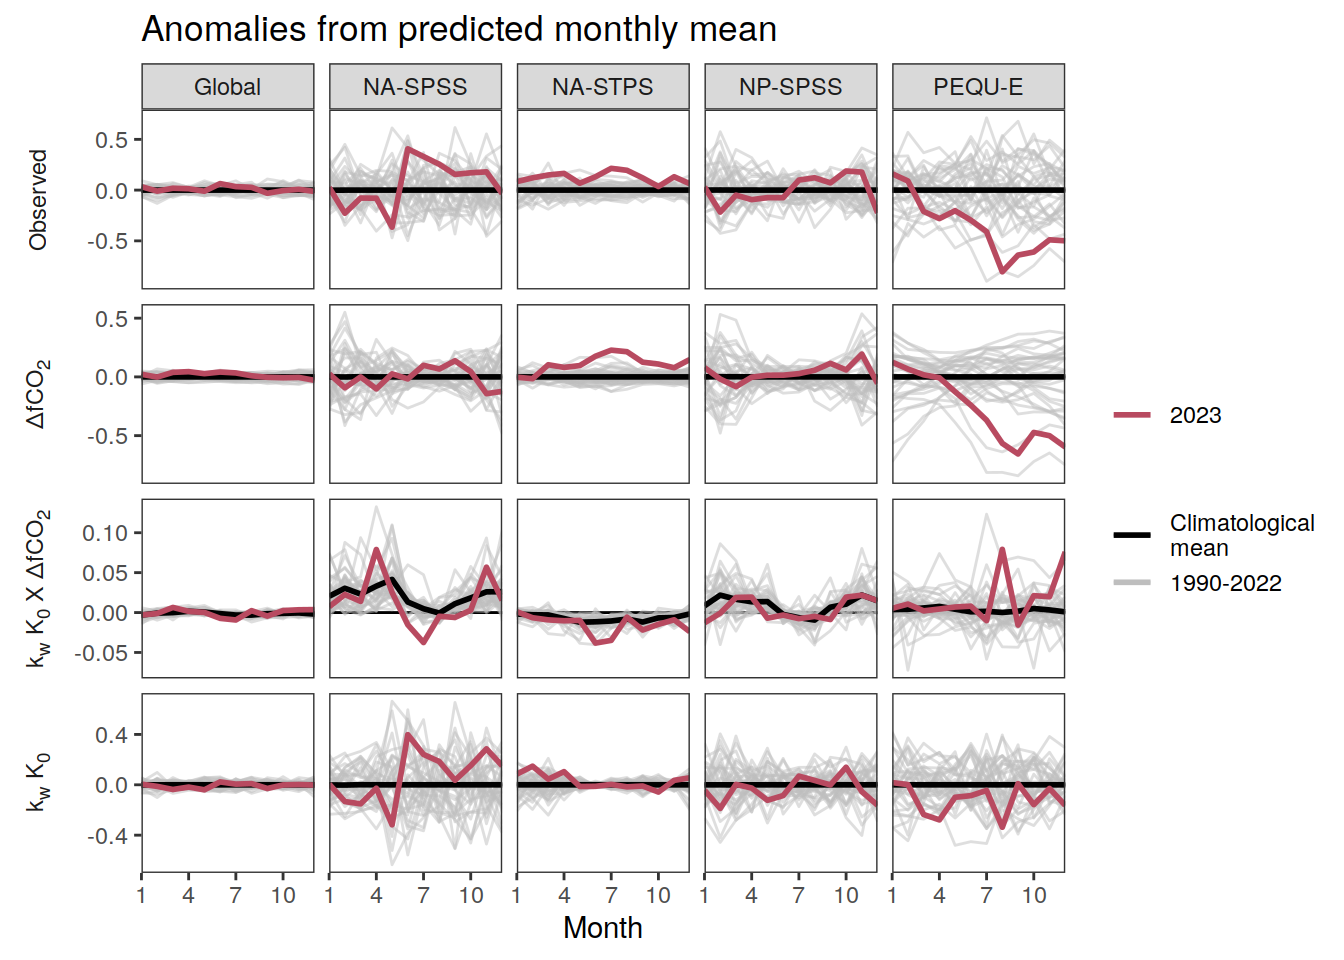 Anomalies from predicted monthly mean
Global NA-SPSS NA-STPS NP-SPSS PEQU-E
Observed
0.5
0.0
-0.5
ΔfCO₂
0.5
0.0
-0.5
k_w K₀ X ΔfCO₂
0.10
0.05
0.00
-0.05
k_w K₀
0.4
0.0
-0.4
1 4 7 10 1 4 7 10 1 4 7 10 1 4 7 10 1 4 7 10
Month
2023
Climatological
mean
1990-2022